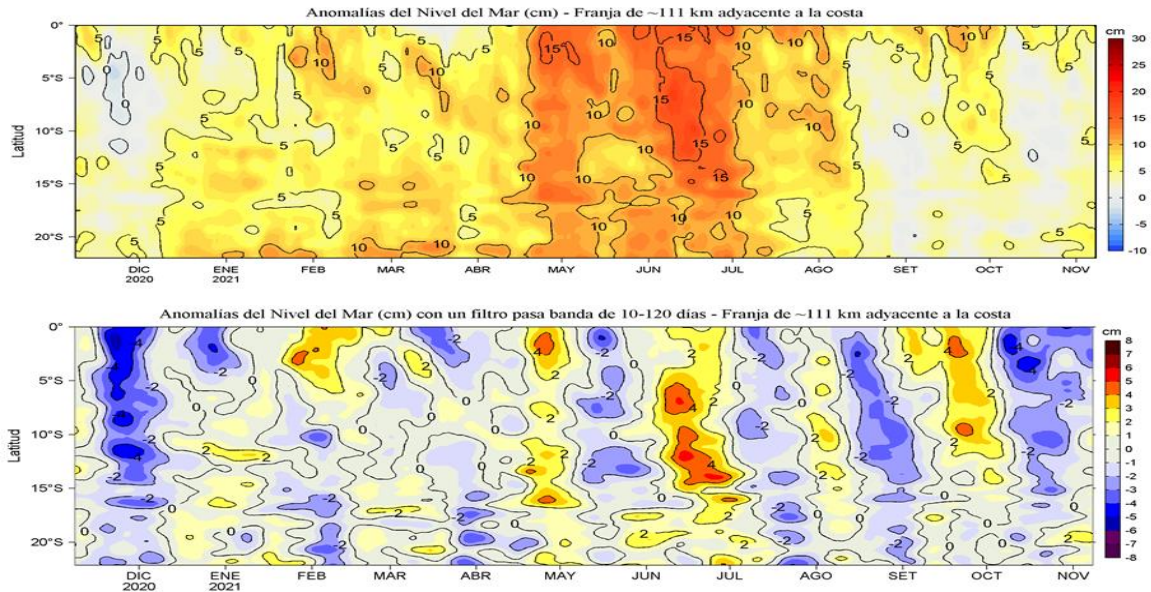 Anomalías del Nivel del Mar (cm) - Franja de ~111 km adyacente a la costa
0°
5°S
10°S
15°S
20°S
Latitud
DIC 2020
ENE 2021
FEB
MAR
ABR
MAY
JUN
JUL
AGO
SET
OCT
NOV
cm
30
25
20
15
10
5
0
-5
-10
Anomalías del Nivel del Mar (cm) con un filtro pasa banda de 10-120 días - Franja de ~111 km adyacente a la costa
0°
5°S
10°S
15°S
20°S
Latitud
DIC 2020
ENE 2021
FEB
MAR
ABR
MAY
JUN
JUL
AGO
SET
OCT
NOV
cm
8
7
6
5
4
3
2
1
0
-1
-2
-3
-4
-5
-6
-7
-8